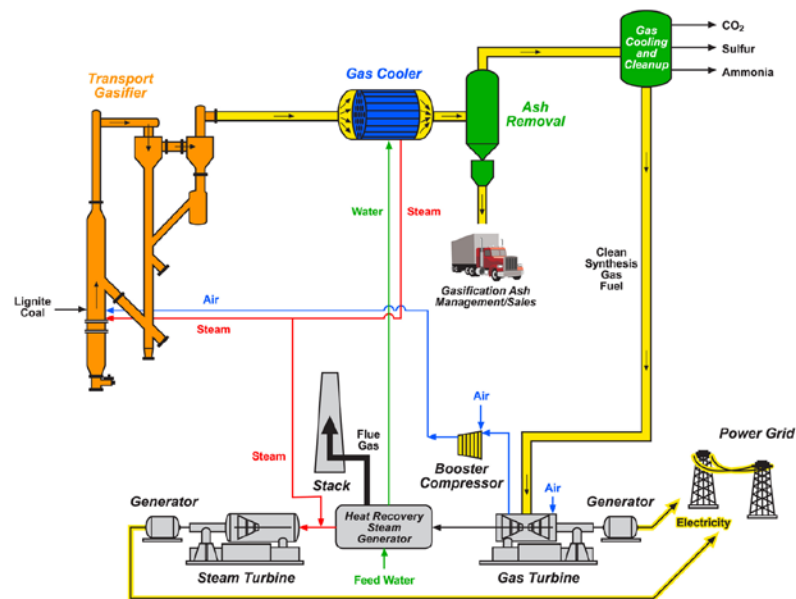 Transport
Gasifier
Gas Cooler
Gas
Cooling
and
Cleanup
CO₂
Sulfur
Ammonia
Ash
Removal
Water
Steam
Gasification Ash
Management/Sales
Clean
Synthesis
Gas
Fuel
Lignite
Coal
Air
Steam
Steam
Flue
Gas
Stack
Air
Booster
Compressor
Power Grid
Generator
Heat Recovery
Steam
Generator
Air
Generator
Electricity
Steam Turbine
Feed Water
Gas Turbine